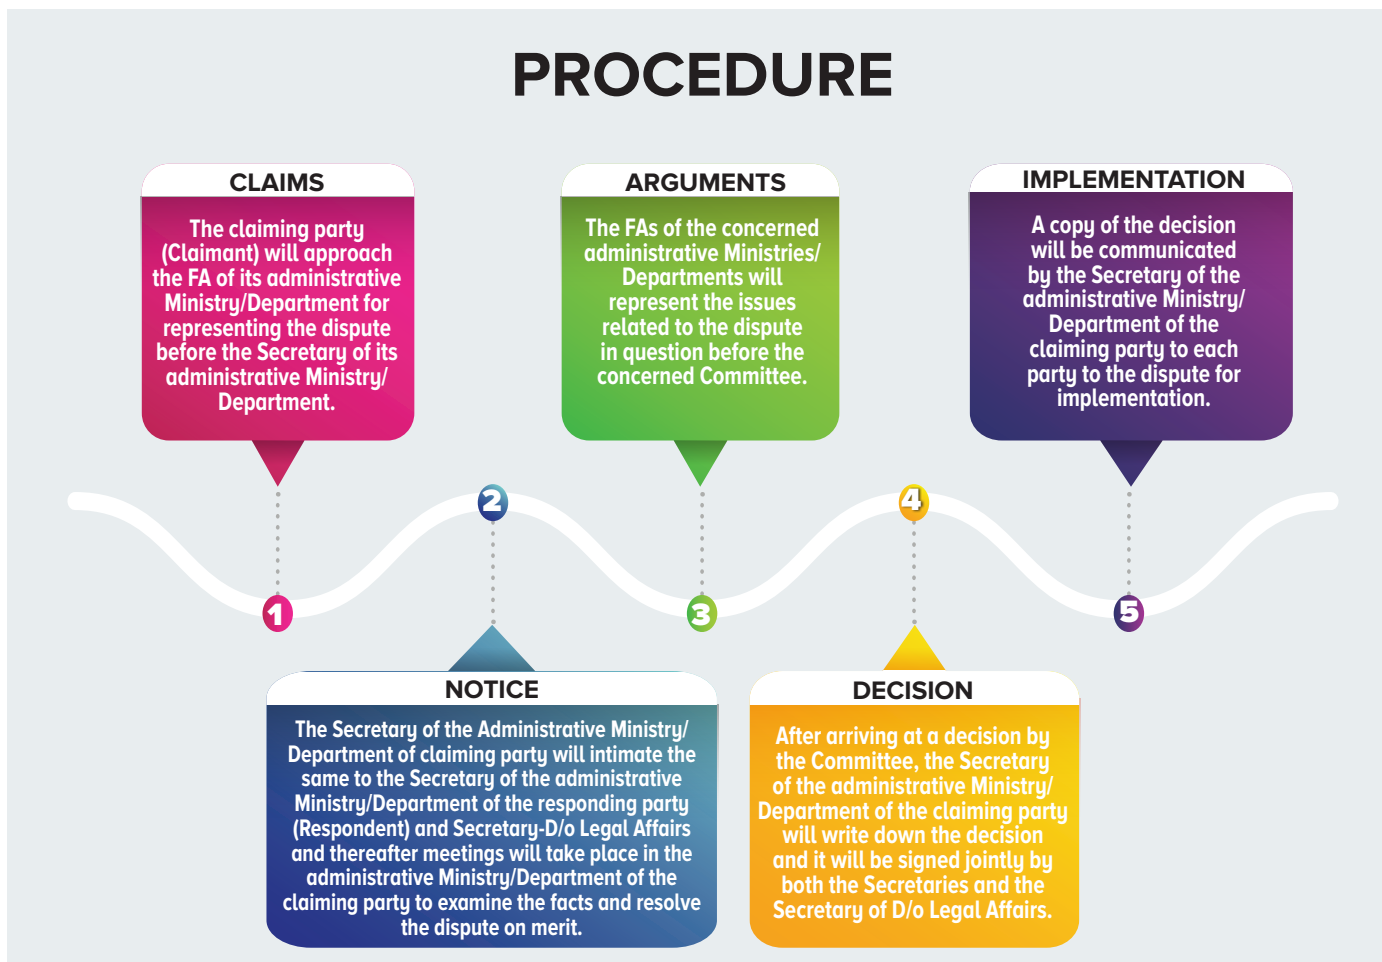 PROCEDURE
CLAIMS
The claiming party
(Claimant) will approach
the FA of its administrative
Ministry/Department for
representing the dispute
before the Secretary of its
administrative Ministry/
Department.
ARGUMENTS
The FAs of the concerned
administrative Ministries/
Departments will
represent the issues
related to the dispute
in question before the
concerned Committee.
IMPLEMENTATION
A copy of the decision
will be communicated
by the Secretary of the
administrative Ministry/
Department of the
claiming party to each
party to the dispute for
implementation.
1
2
3
4
5
NOTICE
The Secretary of the Administrative Ministry/
Department of claiming party will intimate the
same to the Secretary of the administrative
Ministry/Department of the responding party
(Respondent) and Secretary-D/o Legal Affairs
and thereafter meetings will take place in the
administrative Ministry/Department of the
claiming party to examine the facts and resolve
the dispute on merit.
DECISION
After arriving at a decision by
the Committee, the Secretary
of the administrative Ministry/
Department of the claiming party
will write down the decision
and it will be signed jointly by
both the Secretaries and the
Secretary of D/o Legal Affairs.